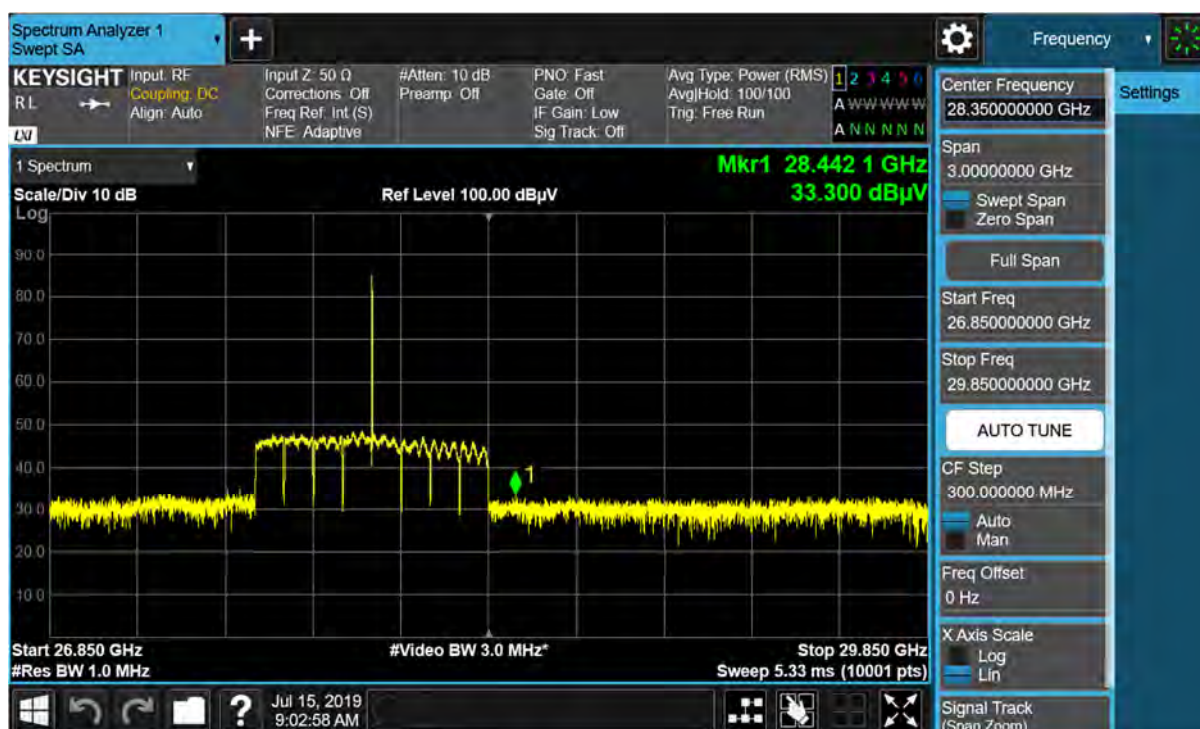 Spectrum Analyzer 1
Swept SA
+
Frequency
KEYSIGHT
RL
LXI
Input: RF
Coupling: DC
Align: Auto
Input Z: 50 Ω
Corrections: Off
Freq Ref: Int (S)
NFE: Adaptive
#Atten: 10 dB
Preamp: Off
PNO: Fast
Gate: Off
IF Gain: Low
Sig Track: Off
Avg Type: Power (RMS)
Avg|Hold: 100/100
Trig: Free Run
1 2 3 4 5 6
A W W W W W
A N N N N N
1 Spectrum
Scale/Div 10 dB
Log
Ref Level 100.00 dBµV
Mkr1 28.442 1 GHz
33.300 dBµV
90.0
80.0
70.0
60.0
50.0
40.0
30.0
20.0
10.0
1
Start 26.850 GHz
#Res BW 1.0 MHz
#Video BW 3.0 MHz*
Stop 29.850 GHz
Sweep 5.33 ms (10001 pts)
?
Jul 15, 2019
9:02:58 AM
Center Frequency
28.350000000 GHz
Settings
Span
3.00000000 GHz
Swept Span
Zero Span
Full Span
Start Freq
26.850000000 GHz
Stop Freq
29.850000000 GHz
AUTO TUNE
CF Step
300.000000 MHz
Auto
Man
Freq Offset
0 Hz
X Axis Scale
Log
Lin
Signal Track
(Span Zoom)